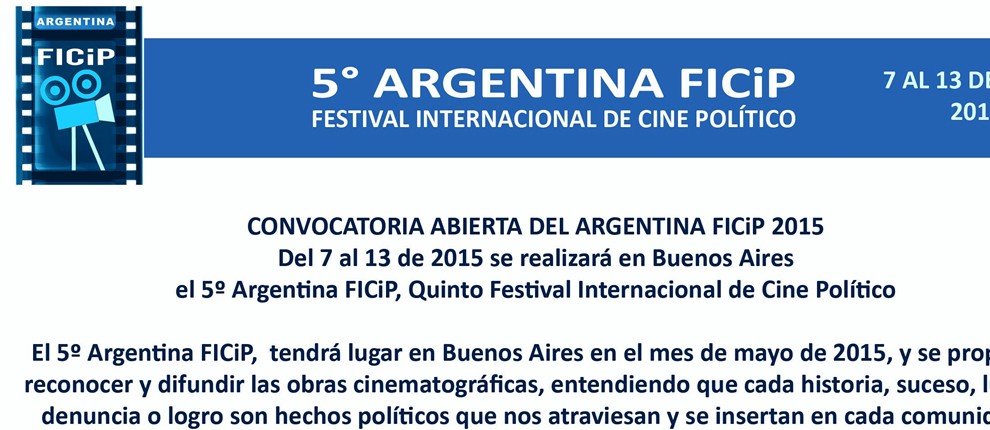 ARGENTINA
FICiP
5° ARGENTINA FICiP
FESTIVAL INTERNACIONAL DE CINE POLÍTICO
7 AL 13 DE
201
CONVOCATORIA ABIERTA DEL ARGENTINA FICiP 2015
Del 7 al 13 de 2015 se realizará en Buenos Aires
el 5º Argentina FICiP, Quinto Festival Internacional de Cine Político
El 5º Argentina FICiP, tendrá lugar en Buenos Aires en el mes de mayo de 2015, y se
reconocer y difundir las obras cinematográficas, entendiendo que cada historia, suceso,
denuncia o logro son hechos políticos que nos atraviesan y se insertan en cada